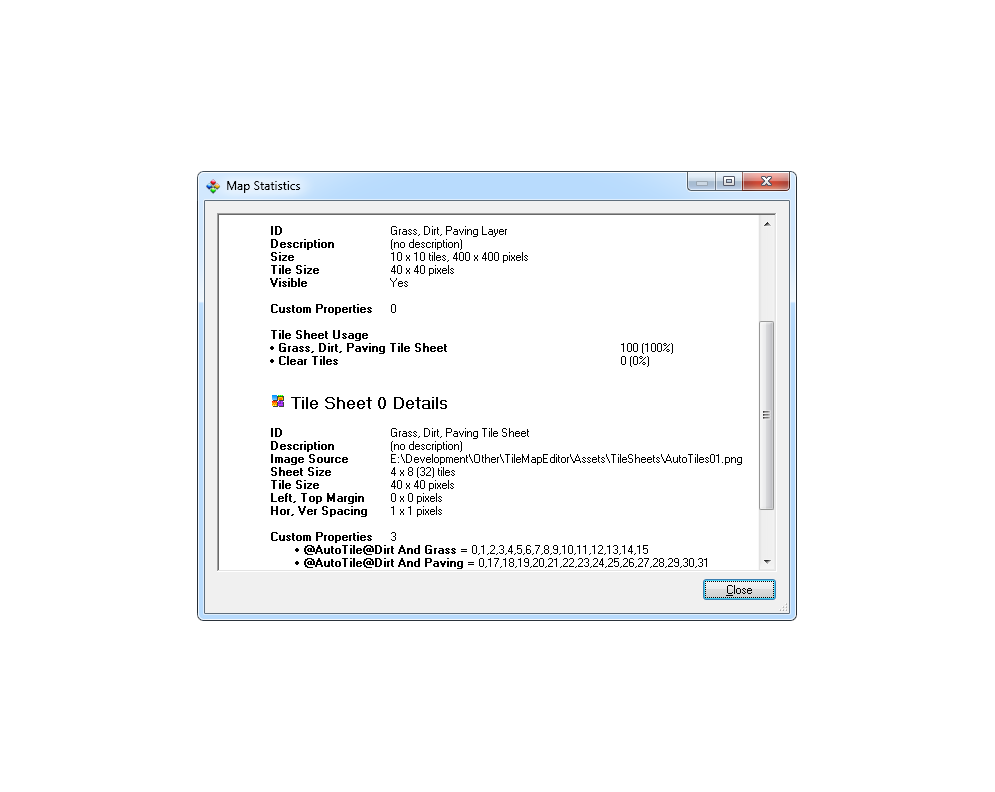 Map Statistics
ID Grass, Dirt, Paving Layer
Description (no description)
Size 10 x 10 tiles, 400 x 400 pixels
Tile Size 40 x 40 pixels
Visible Yes
Custom Properties 0
Tile Sheet Usage
• Grass, Dirt, Paving Tile Sheet 100 (100%)
• Clear Tiles 0 (0%)
Tile Sheet 0 Details
ID Grass, Dirt, Paving Tile Sheet
Description (no description)
Image Source E:\Development\Other\TileMapEditor\Assets\TileSheets\AutoTiles01.png
Sheet Size 4 x 8 (32) tiles
Tile Size 40 x 40 pixels
Left, Top Margin 0 x 0 pixels
Hor, Ver Spacing 1 x 1 pixels
Custom Properties 3
• @AutoTile@Dirt And Grass = 0,1,2,3,4,5,6,7,8,9,10,11,12,13,14,15
• @AutoTile@Dirt And Paving = 0,17,18,19,20,21,22,23,24,25,26,27,28,29,30,31
Close